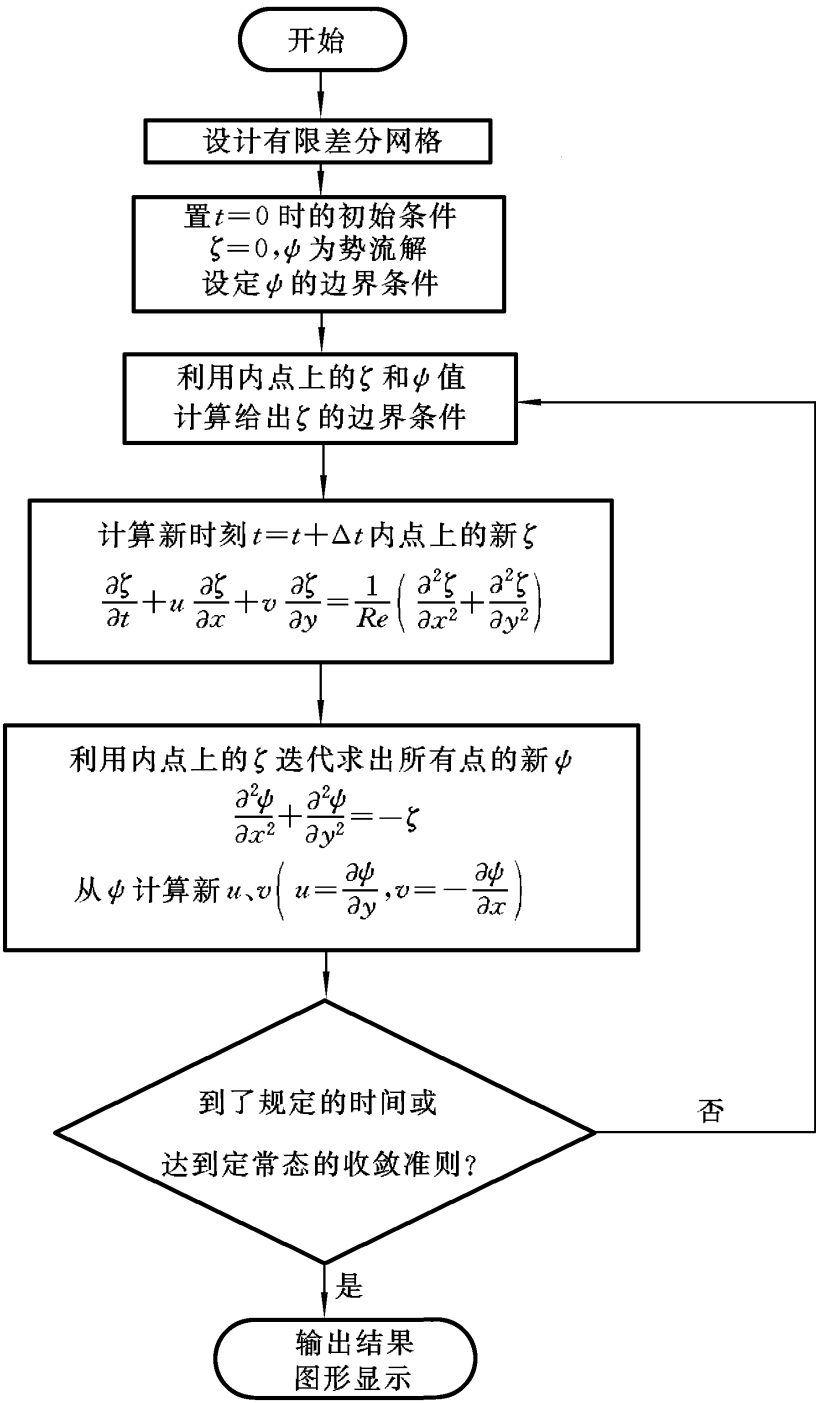 开始
设计有限差分网格
置t=0时的初始条件
ζ=0,ψ为势流解
设定ψ的边界条件
利用内点上的ζ和ψ值
计算给出ζ的边界条件
计算新时刻t=t+Δt内点上的新ζ
∂ζ/∂t+u ∂ζ/∂x+v ∂ζ/∂y=1/Re(∂²ζ/∂x²+∂²ζ/∂y²)
利用内点上的ζ迭代求出所有点的新ψ
∂²ψ/∂x²+∂²ψ/∂y²=-ζ
从ψ计算新u、v(u=∂ψ/∂y,v=-∂ψ/∂x)
到了规定的时间或
达到定常态的收敛准则?
否
是
输出结果
图形显示